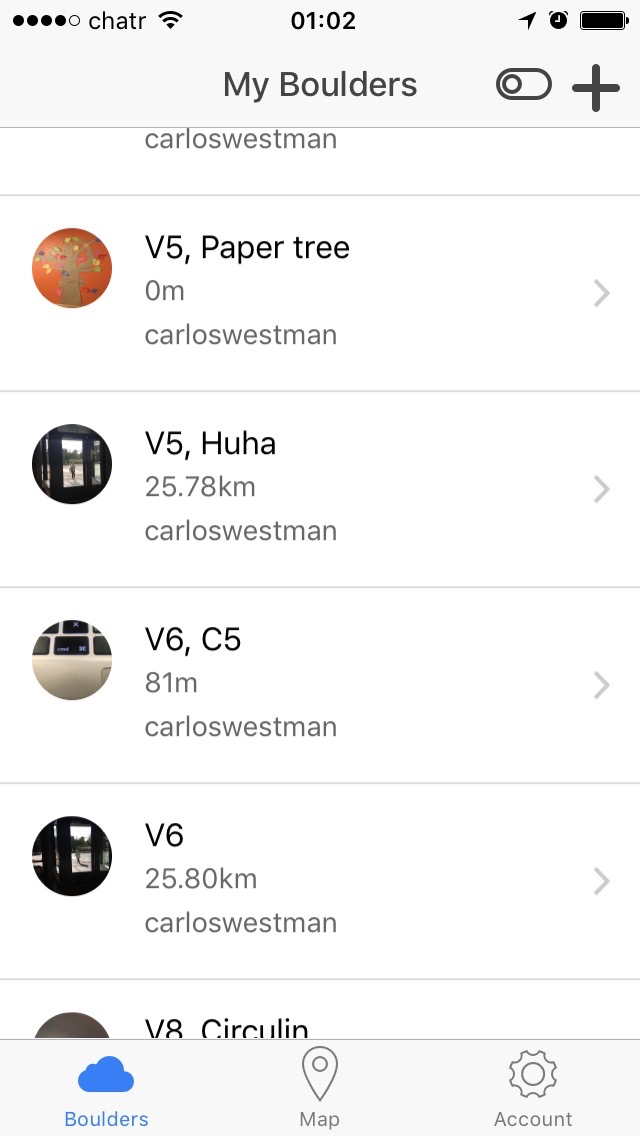 chatr 01:02
My Boulders
carloswestman
V5, Paper tree
0m
carloswestman
V5, Huha
25.78km
carloswestman
cmd ⌘
V6, C5
81m
carloswestman
V6
25.80km
carloswestman
V8, Circulin
Boulders Map Account